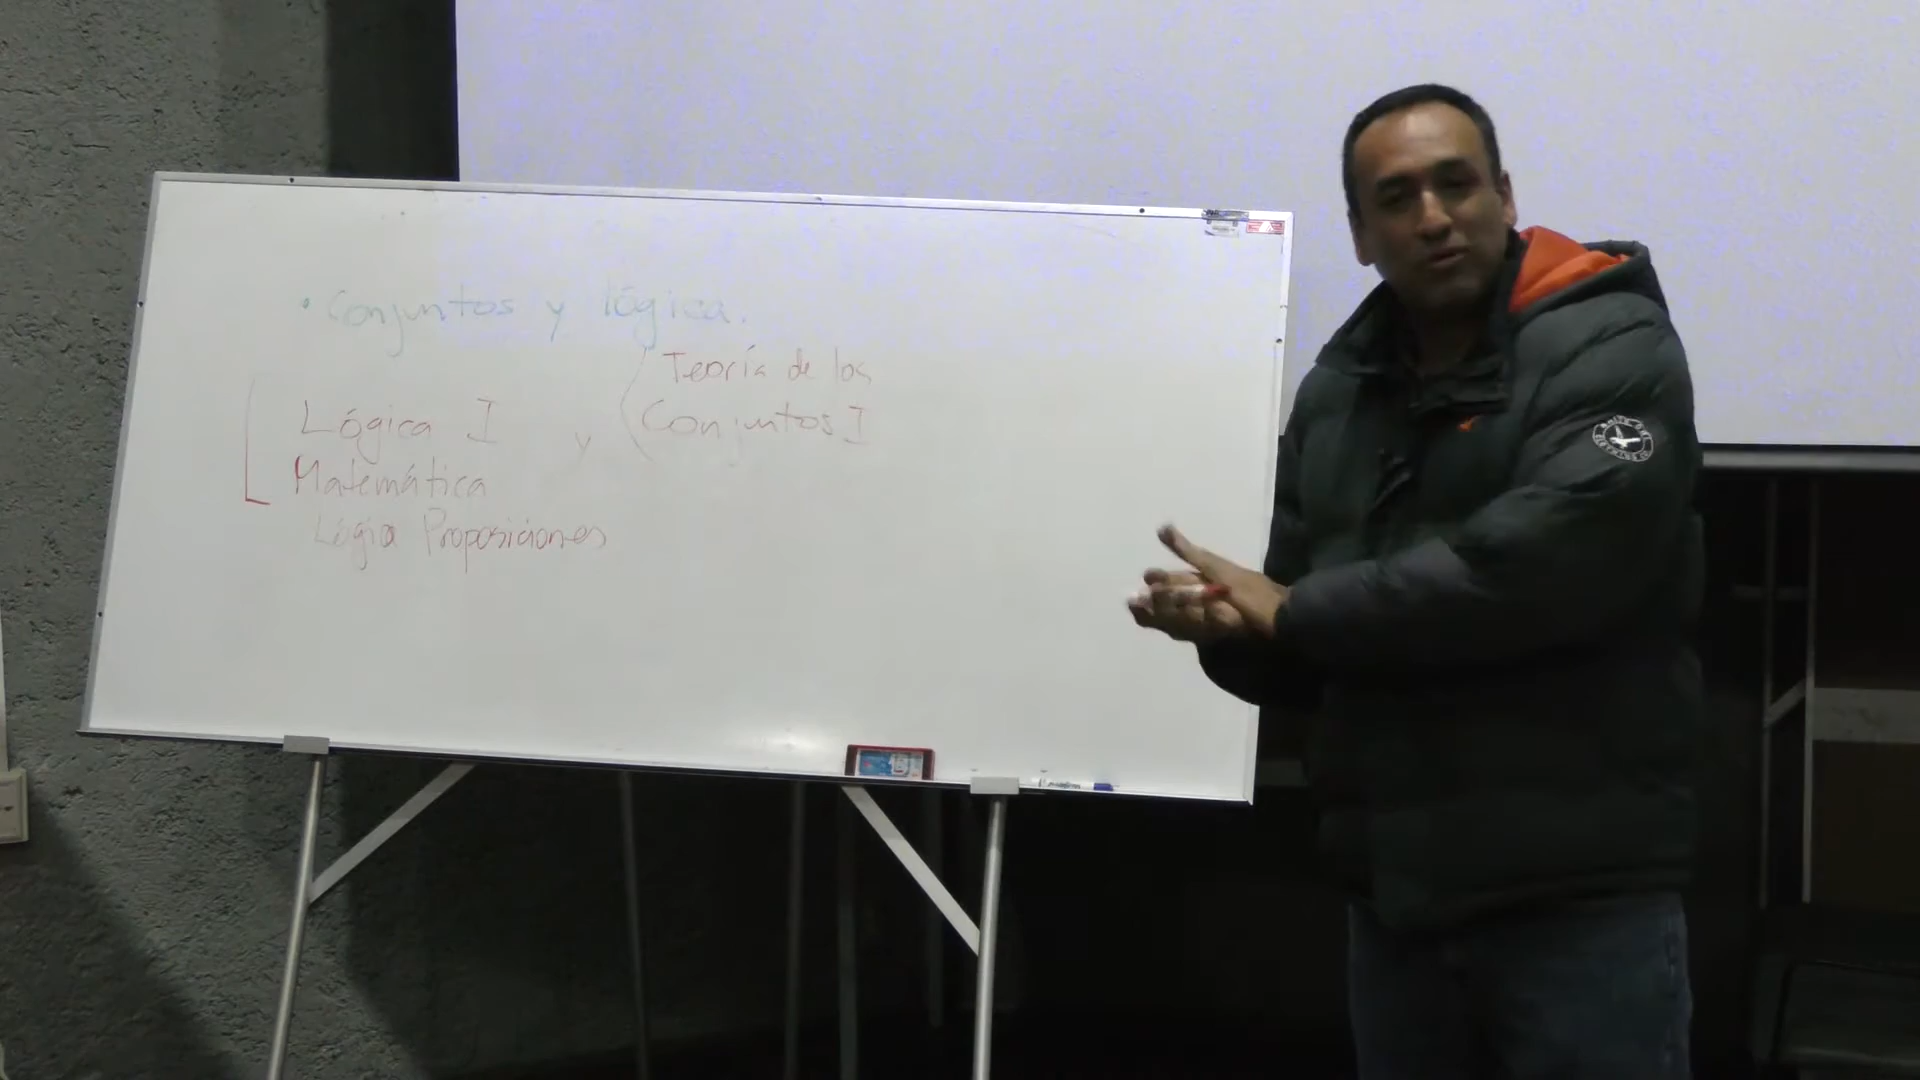 • Conjuntos y lógica.
Teoría de los
Lógica I y Conjuntos I
Matemática
Lógica Proposiciones